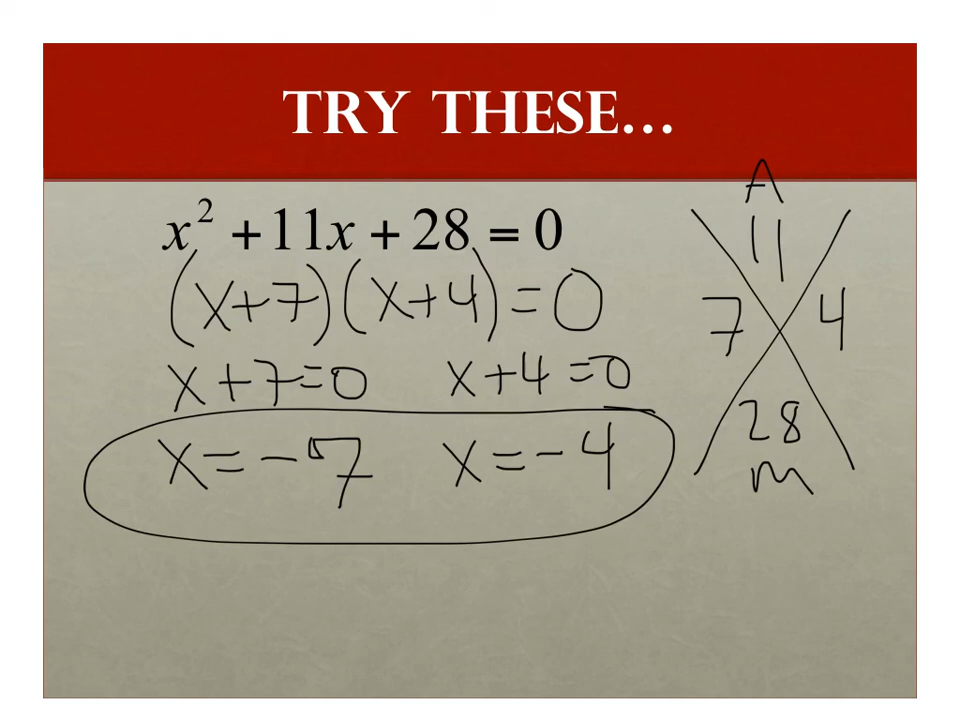 TRY THESE...
x² + 11x + 28 = 0
(x+7)(x+4)=0
x+7=0 x+4=0
x=-7 x=-4
A
11
7 4
28
m